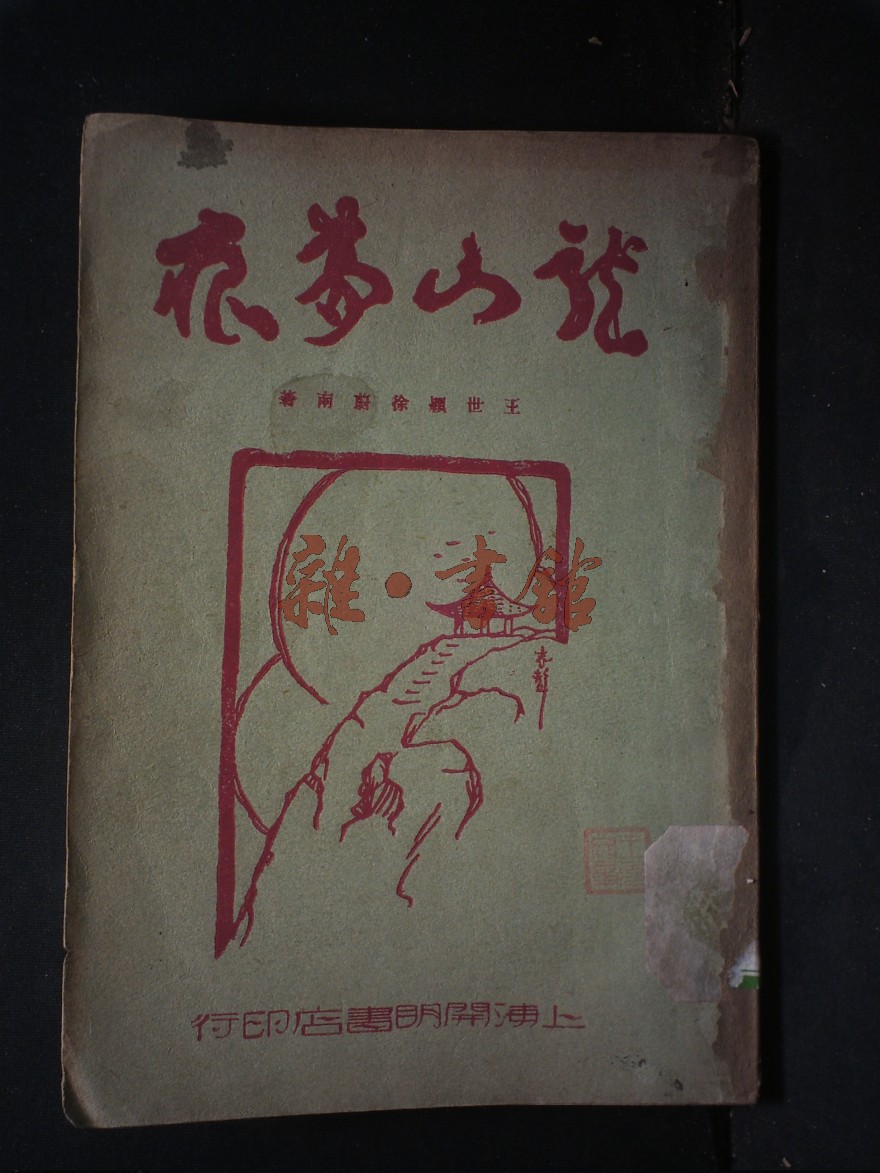 龍山夢痕
王世穎徐蔚南著
雜·書館
上海開明書店印行